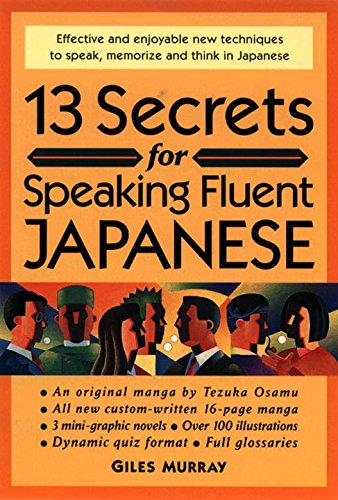 Effective and enjoyable new techniques
to speak, memorize and think in Japanese
13 Secrets
for
Speaking Fluent
JAPANESE
• An original manga by Tezuka Osamu
• All new custom-written 16-page manga
• 3 mini-graphic novels • Over 100 illustrations
• Dynamic quiz format • Full glossaries
GILES MURRAY